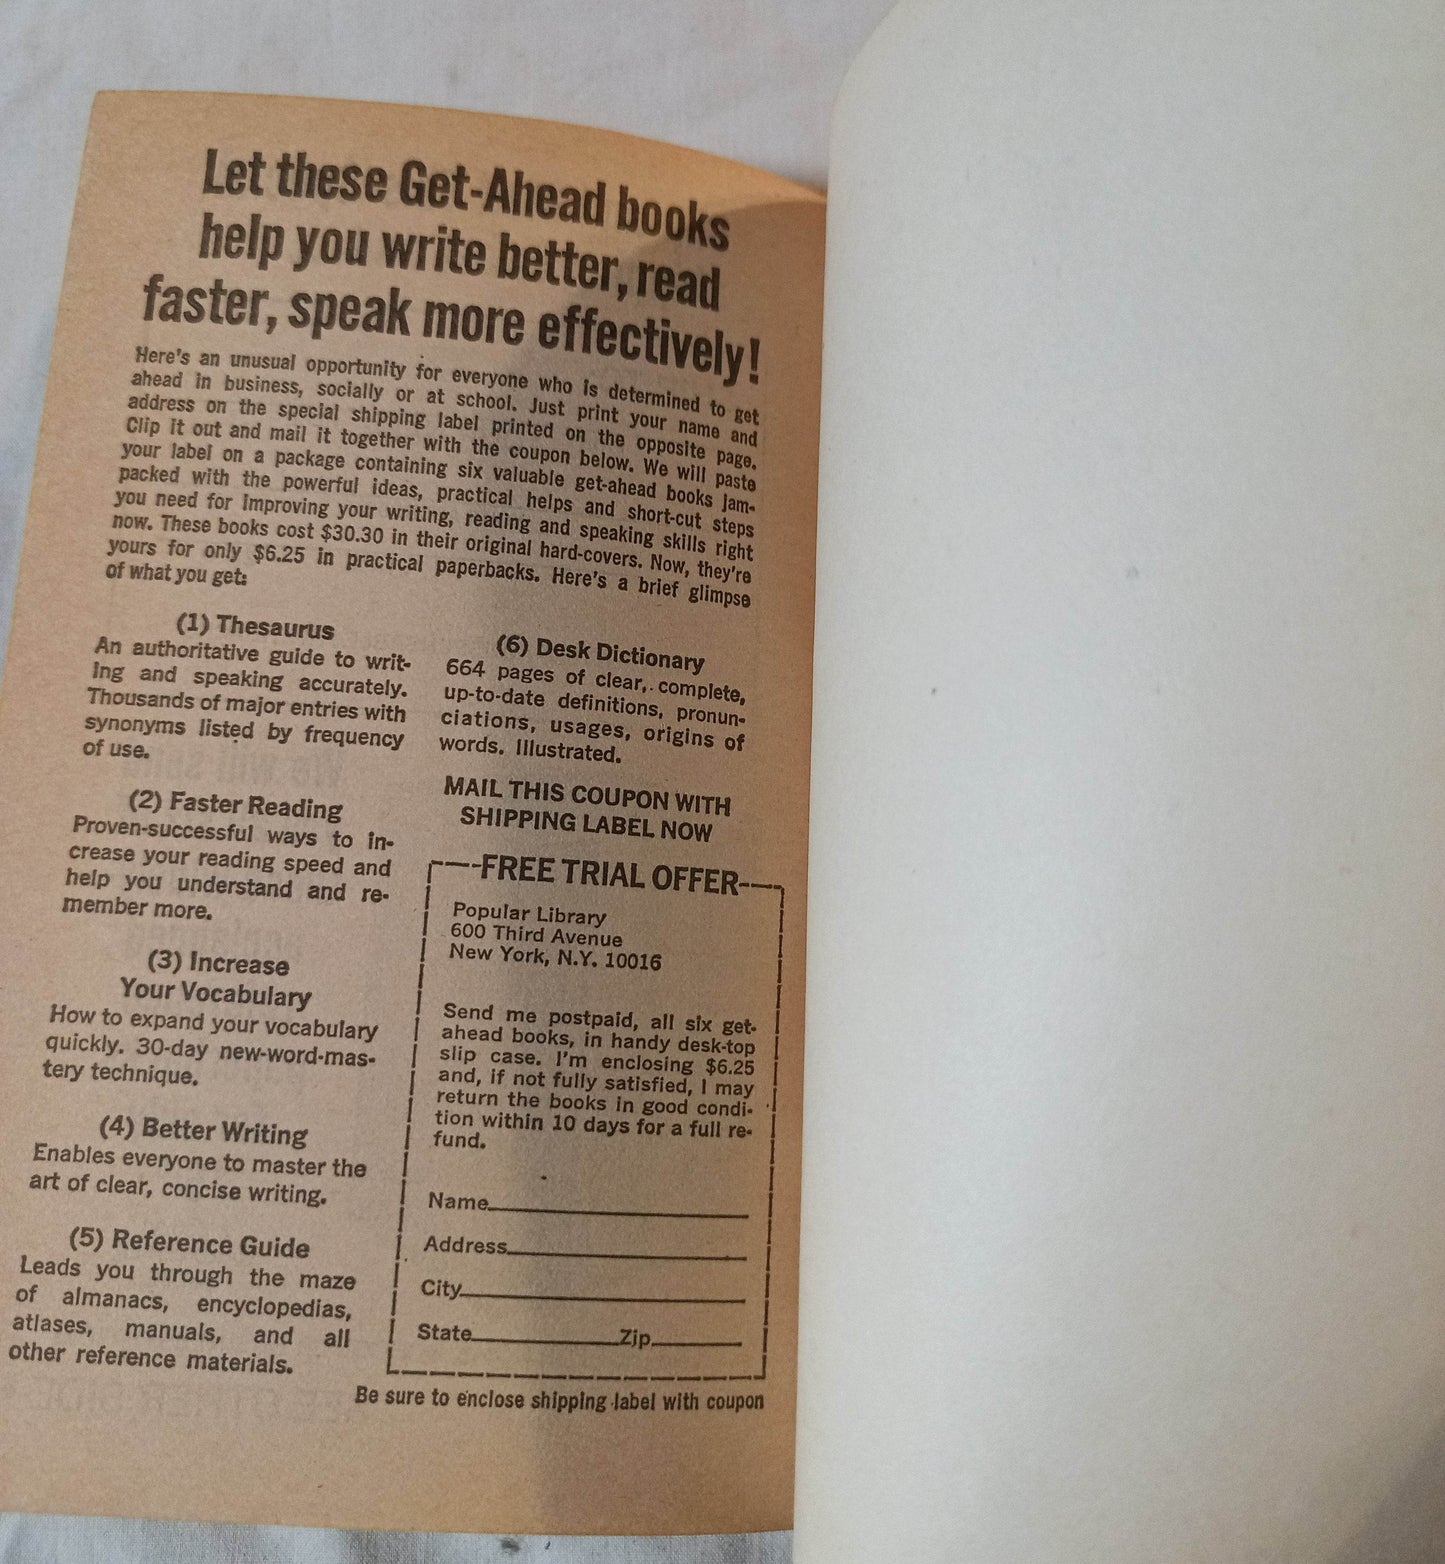 Let these Get-Ahead books
help you write better, read
faster, speak more effectively!
Here's an unusual opportunity for everyone who is determined to get
ahead in business, socially or at school. Just print your name and
address on the special shipping label printed on the opposite page.
Clip it out and mail it together with the coupon below. We will paste
your label on a package containing six valuable get-ahead books jam-
packed with the powerful ideas, practical helps and short-cut steps
you need for improving your writing, reading and speaking skills right
now. These books cost $30.30 in their original hard-covers. Now, they're
yours for only $6.25 in practical paperbacks. Here's a brief glimpse
of what you get:
(1) Thesaurus
An authoritative guide to writ-
ing and speaking accurately.
Thousands of major entries with
synonyms listed by frequency
of use.
(2) Faster Reading
Proven-successful ways to in-
crease your reading speed and
help you understand and re-
member more.
(3) Increase
Your Vocabulary
How to expand your vocabulary
quickly. 30-day new-word-mas-
tery technique.
(4) Better Writing
Enables everyone to master the
art of clear, concise writing.
(5) Reference Guide
Leads you through the maze
of almanacs, encyclopedias,
atlases, manuals, and all
other reference materials.
(6) Desk Dictionary
664 pages of clear, complete,
up-to-date definitions, pronun-
ciations, usages, origins of
words. Illustrated.
MAIL THIS COUPON WITH
SHIPPING LABEL NOW
FREE TRIAL OFFER
Popular Library
600 Third Avenue
New York, N.Y. 10016
Send me postpaid, all six get-
ahead books, in handy desk-top
slip case. I'm enclosing $6.25
and, if not fully satisfied, I may
return the books in good condi-
tion within 10 days for a full re-
fund.
Name
Address
City
State Zip
Be sure to enclose shipping label with coupon